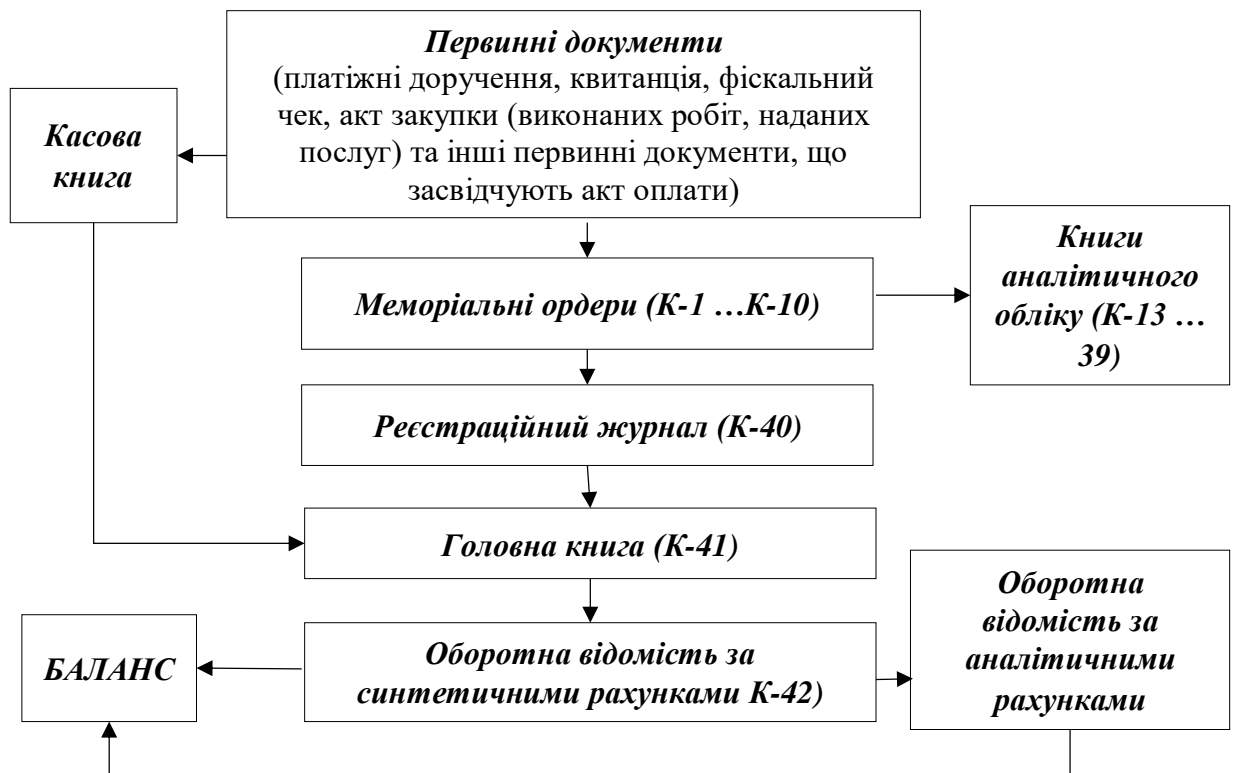 Первинні документи
(платіжні доручення, квитанція, фіскальний
чек, акт закупки (виконаних робіт, наданих
послуг) та інші первинні документи, що
засвідчують акт оплати)
Касова
книга
Меморіальні ордери (К-1 …К-10)
Книги
аналітичного
обліку (К-13 …
39)
Реєстраційний журнал (К-40)
Головна книга (К-41)
БАЛАНС
Оборотна відомість за
синтетичними рахунками К-42)
Оборотна
відомість за
аналітичними
рахунками